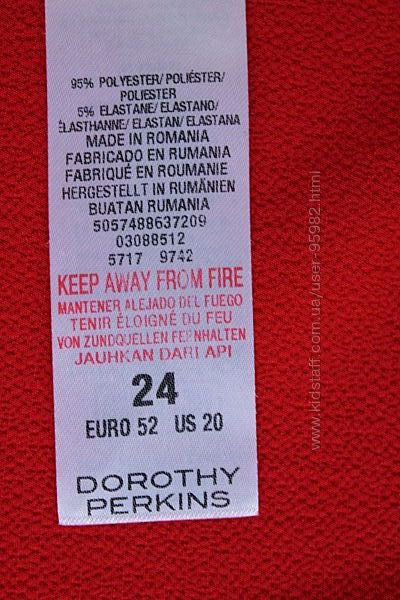 95% POLYESTER/ POLIÉSTER/
POLIESTER
5% ELASTANE/ ELASTANO/
ÉLASTHANNE/ ELASTAN/ ELASTANA
MADE IN ROMANIA
FABRICADO EN RUMANIA
FABRIQUÉ EN ROUMANIE
HERGESTELLT IN RUMÄNIEN
BUATAN RUMANIA
5057488637209
03088512
5717 9742
KEEP AWAY FROM FIRE
MANTENER ALEJADO DEL FUEGO
TENIR ÉLOIGNÉ DU FEU
VON ZUNDQUELLEN FERNHALTEN
JAUHKAN DARI API
24
EURO 52 US 20
DOROTHY
PERKINS
www.kidstaff.com.ua/user-95982.html